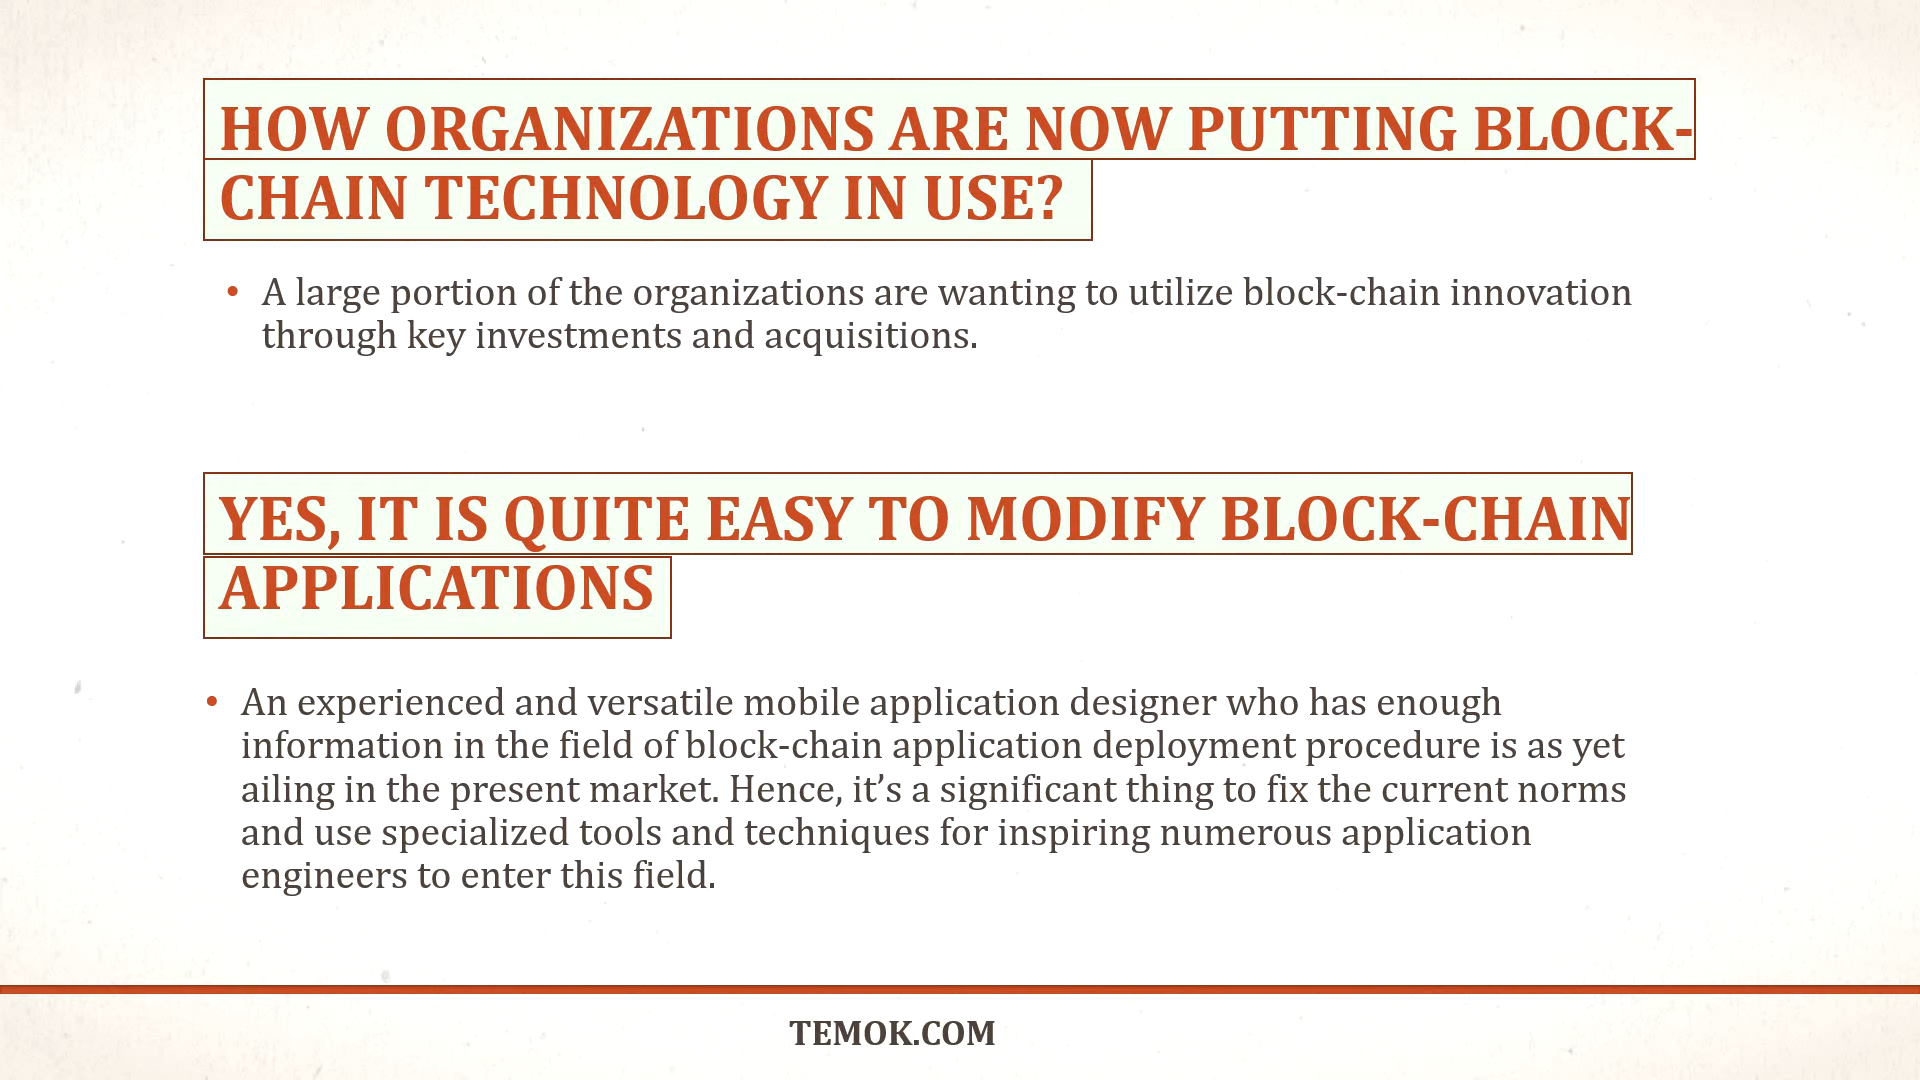 HOW ORGANIZATIONS ARE NOW PUTTING BLOCK-
CHAIN TECHNOLOGY IN USE?
• A large portion of the organizations are wanting to utilize block-chain innovation
through key investments and acquisitions.
YES, IT IS QUITE EASY TO MODIFY BLOCK-CHAIN
APPLICATIONS
• An experienced and versatile mobile application designer who has enough
information in the field of block-chain application deployment procedure is as yet
ailing in the present market. Hence, it’s a significant thing to fix the current norms
and use specialized tools and techniques for inspiring numerous application
engineers to enter this field.
TEMOK.COM